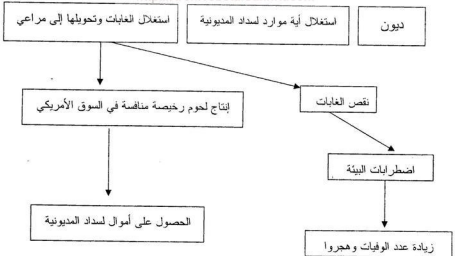 ديون
استغلال أية موارد لسداد المديونية
استغلال الغابات وتحويلها إلى مراعي
نقص الغابات
إنتاج لحوم رخيصة منافسة في السوق الأمريكي
اضطرابات البيئة
الحصول على أموال لسداد المديونية
زيادة عدد الوفيات وهجروا